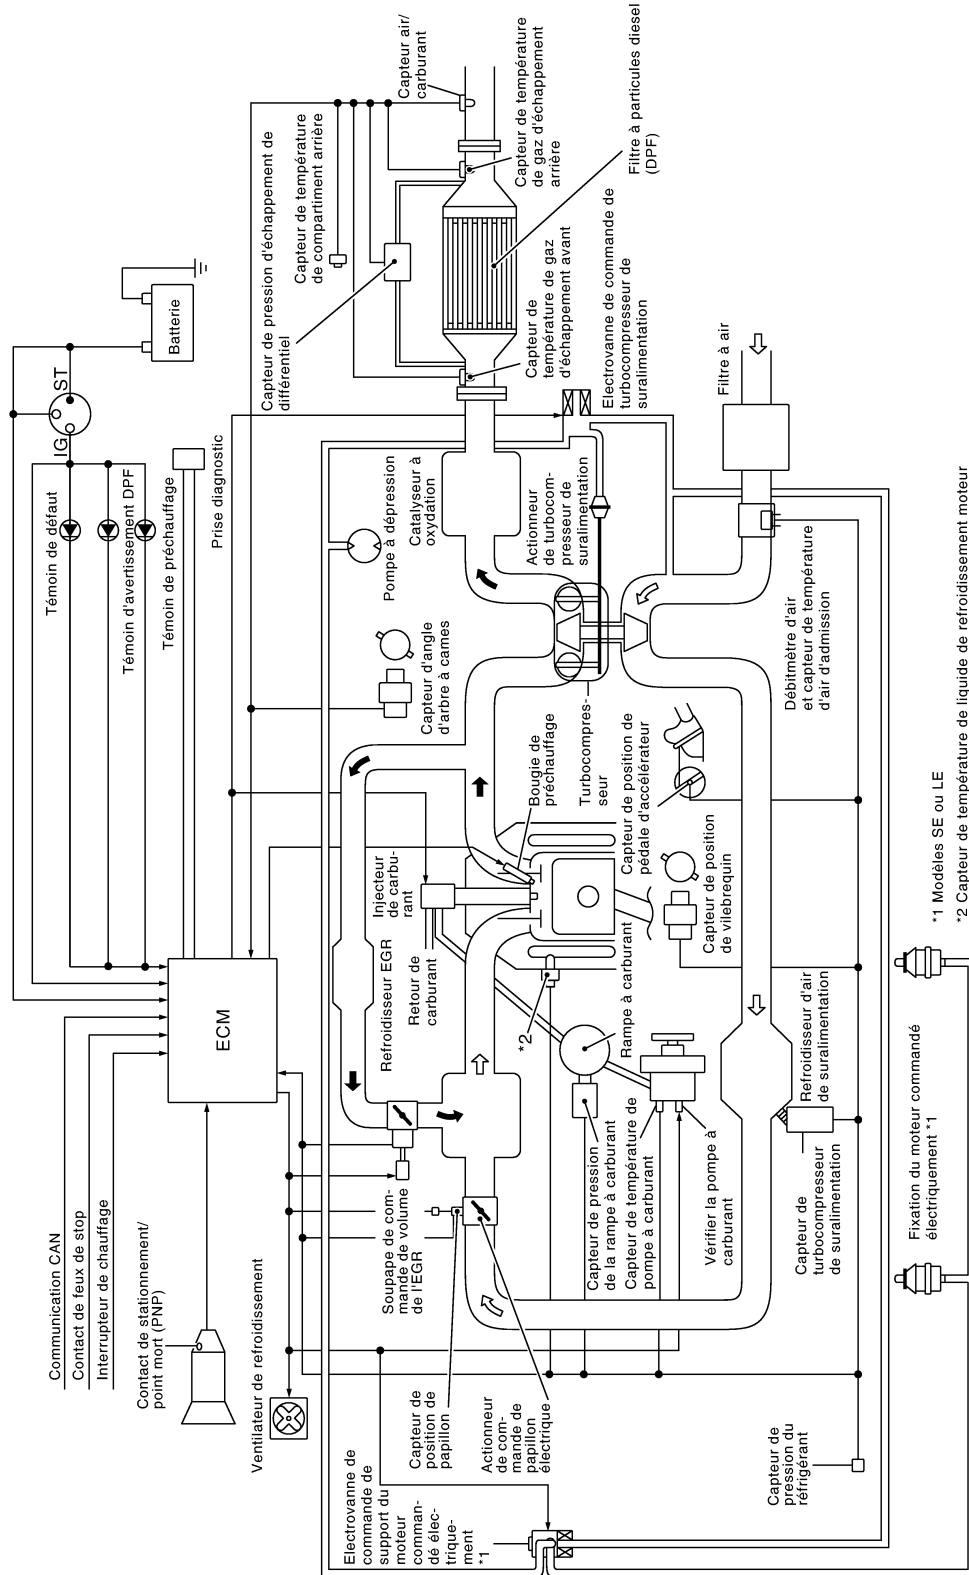 Communication CAN
Contact de feux de stop
Interrupteur de chauffage
Contact de stationnement/
point mort (PNP)
Ventilateur de refroidissement
ECM
Témoin de défaut
Témoin d'avertissement DPF
Témoin de préchauffage
IG
ST
Batterie
Prise diagnostic
Capteur de pression d'échappement de
différentiel
Capteur de température
de compartiment arrière
Capteur air/
carburant
Capteur de température
de gaz d'échappement
arrière
Filtre à particules diesel
(DPF)
Capteur de
température de gaz
d'échappement avant
Electrovanne de commande de
turbocompresseur de
suralimentation
Pompe à dépression
Catalyseur à
oxydation
Actionneur
de turbocom-
presseur de
suralimentation
Filtre à air
Débitmètre d'air
et capteur de température
d'air d'admission
Capteur d'angle
d'arbre à cames
Turbocompres-
seur
Bougie de
préchauffage
Injecteur
de carbu-
rant
Refroidisseur EGR
Retour de
carburant
*2
Capteur de position de
pédale d'accélérateur
Capteur de position
de vilebrequin
Rampe à carburant
Refroidisseur d'air
de suralimentation
Soupape de com-
mande de volume
de l'EGR
Capteur de pression
de la rampe à carburant
Capteur de température de
pompe à carburant
Vérifier la pompe à
carburant
Capteur de
turbocompresseur
de suralimentation
Capteur de
position de
papillon
Actionneur
de com-
mande de
papillon
électrique
Electrovanne de
commande de
support du
moteur
comman-
dé élec-
trique-
ment
*1
Capteur de
pression du
réfrigérant
Fixation du moteur commandé
électriquement *1
*1 Modèles SE ou LE
*2 Capteur de température de liquide de refroidissement moteur